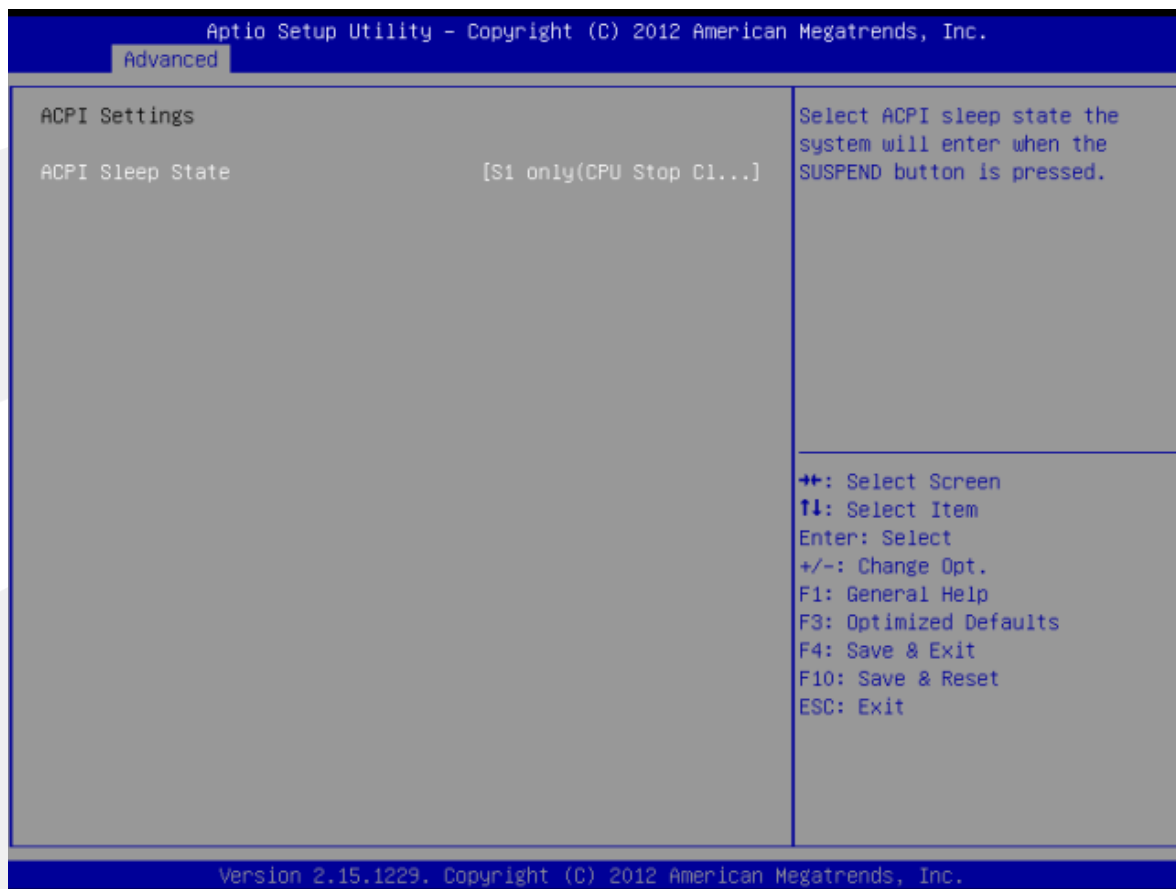 Aptio Setup Utility – Copyright (C) 2012 American Megatrends, Inc.
Advanced
ACPI Settings
ACPI Sleep State [S1 only(CPU Stop Cl...]
Select ACPI sleep state the
system will enter when the
SUSPEND button is pressed.
→←: Select Screen
↑↓: Select Item
Enter: Select
+/-: Change Opt.
F1: General Help
F3: Optimized Defaults
F4: Save & Exit
F10: Save & Reset
ESC: Exit
Version 2.15.1229. Copyright (C) 2012 American Megatrends, Inc.